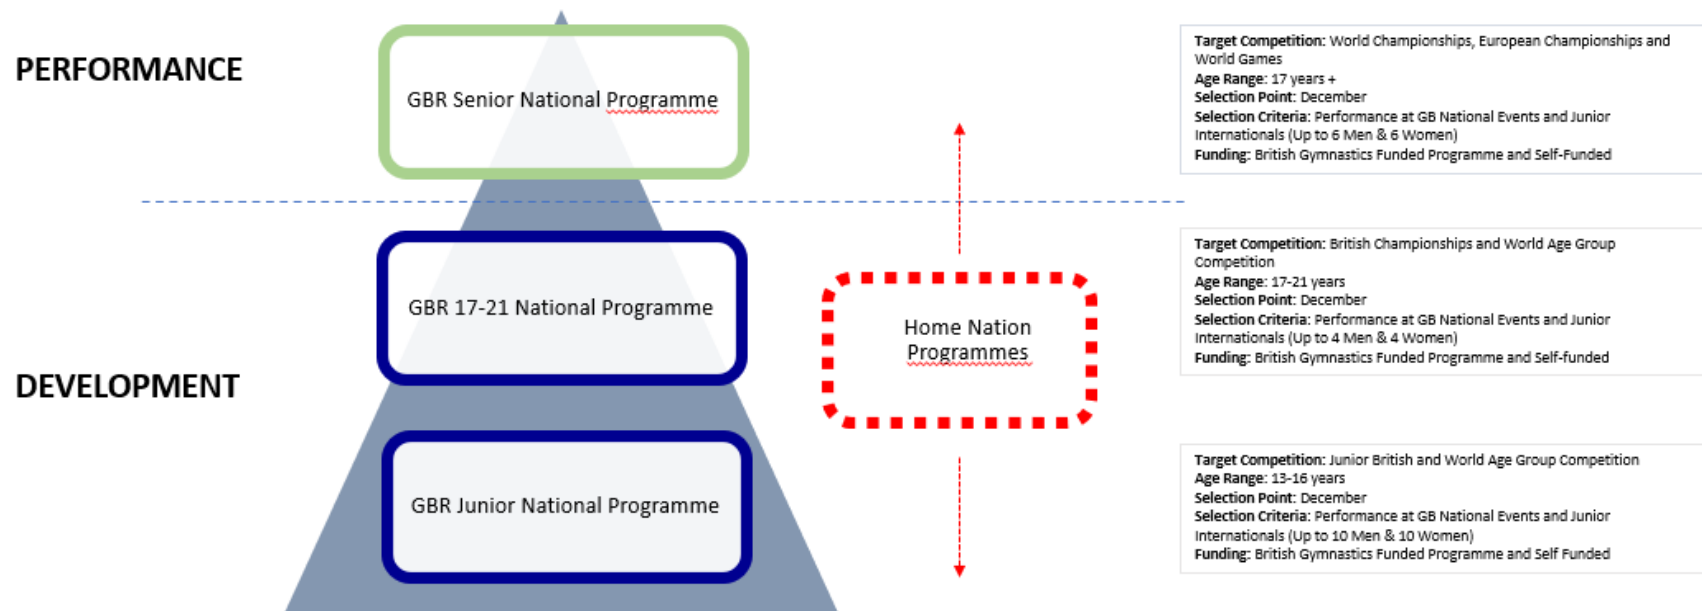 PERFORMANCE
GBR Senior National Programme
Target Competition: World Championships, European Championships and
World Games
Age Range: 17 years +
Selection Point: December
Selection Criteria: Performance at GB National Events and Junior
Internationals (Up to 6 Men & 6 Women)
Funding: British Gymnastics Funded Programme and Self-Funded
GBR 17-21 National Programme
Home Nation
Programmes
Target Competition: British Championships and World Age Group
Competition
Age Range: 17-21 years
Selection Point: December
Selection Criteria: Performance at GB National Events and Junior
Internationals (Up to 4 Men & 4 Women)
Funding: British Gymnastics Funded Programme and Self-funded
DEVELOPMENT
GBR Junior National Programme
Target Competition: Junior British and World Age Group Competition
Age Range: 13-16 years
Selection Point: December
Selection Criteria: Performance at GB National Events and Junior
Internationals (Up to 10 Men & 10 Women)
Funding: British Gymnastics Funded Programme and Self Funded